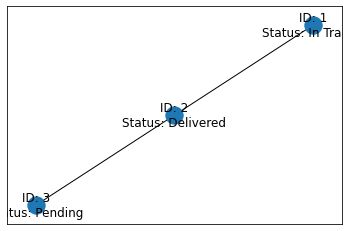 ID: 1
Status: In Tra
ID: 2
Status: Delivered
ID: 3
tus: Pending